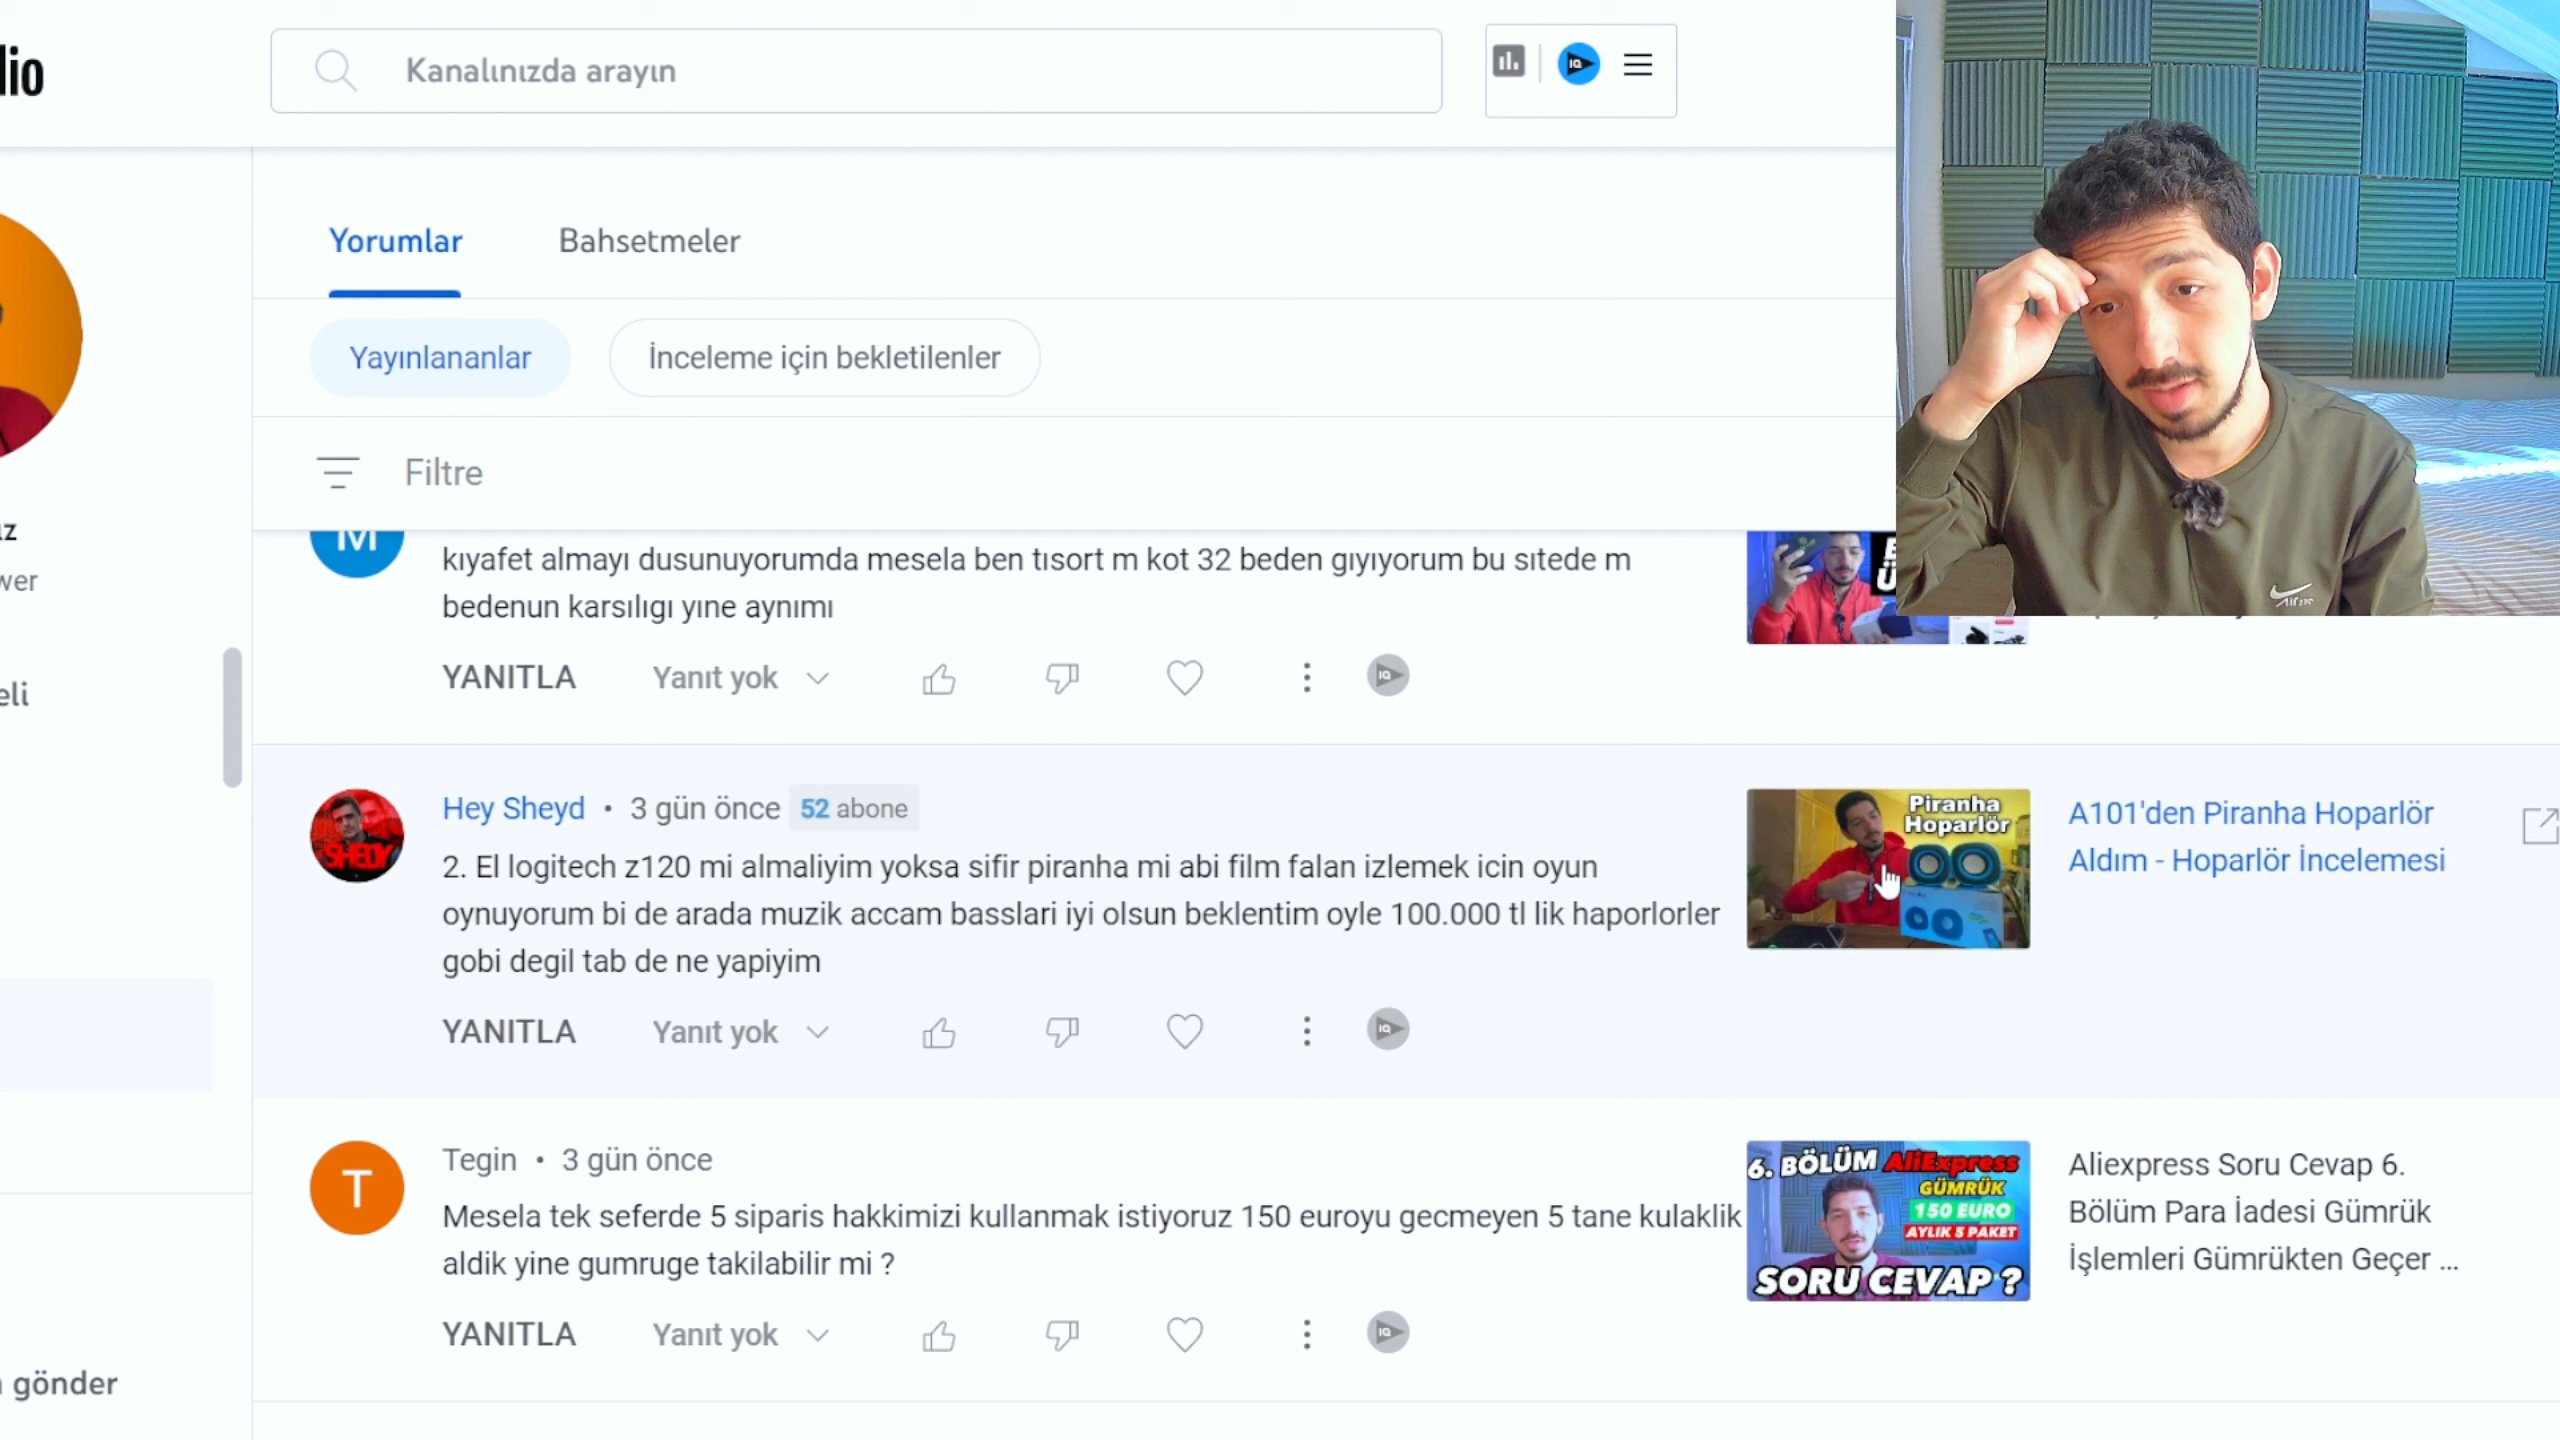 dio
Kanalınızda arayın
Yorumlar
Bahsetmeler
Yayınlananlar
İnceleme için bekletilenler
Filtre
ız
wer
eli
M
kıyafet almayı dusunuyorumda mesela ben tısort m kot 32 beden gıyıyorum bu sıtede m
bedenun karsılıgı yıne aynımı
YANITLA
Yanıt yok
Hey Sheyd • 3 gün önce 52 abone
2. El logitech z120 mi almaliyim yoksa sifir piranha mi abi film falan izlemek icin oyun
oynuyorum bi de arada muzik accam basslari iyi olsun beklentim oyle 100.000 tl lik haporlorler
gobi degil tab de ne yapiyim
YANITLA
Yanıt yok
SHEDY
Piranha
Hoparlör
A101'den Piranha Hoparlör
Aldım - Hoparlör İncelemesi
T
Tegin • 3 gün önce
Mesela tek seferde 5 siparis hakkimizi kullanmak istiyoruz 150 euroyu gecmeyen 5 tane kulaklik
aldik yine gumruge takilabilir mi ?
YANITLA
Yanıt yok
6. BÖLÜM AliExpress
GÜMRÜK
150 EURO
AYLIK 5 PAKET
SORU CEVAP ?
Aliexpress Soru Cevap 6.
Bölüm Para İadesi Gümrük
İşlemleri Gümrükten Geçer ...
gönder